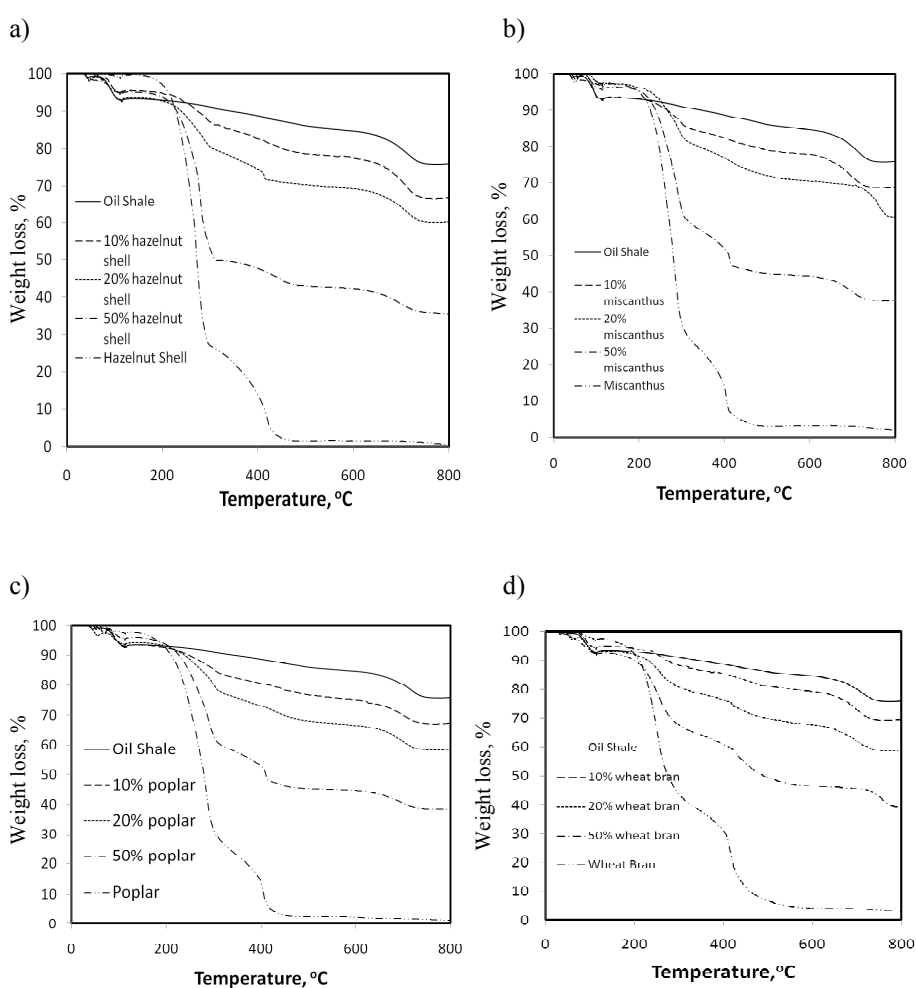 a)
100
90
80
70
60
50
40
30
20
10
0
Weight loss, %
Oil Shale
10% hazelnut
shell
20% hazelnut
shell
50% hazelnut
shell
Hazelnut Shell
0 200 400 600 800
Temperature, ºC
b)
100
90
80
70
60
50
40
30
20
10
0
Weight loss, %
Oil Shale
10%
miscanthus
20%
miscanthus
50%
miscanthus
Miscanthus
0 200 400 600 800
Temperature, ºC
c)
100
90
80
70
60
50
40
30
20
10
0
Weight loss, %
Oil Shale
10% poplar
20% poplar
50% poplar
Poplar
0 200 400 600 800
Temperature, ºC
d)
100
90
80
70
60
50
40
30
20
10
0
Weight loss, %
Oil Shale
10% wheat bran
20% wheat bran
50% wheat bran
Wheat Bran
0 200 400 600 800
Temperature,ºC